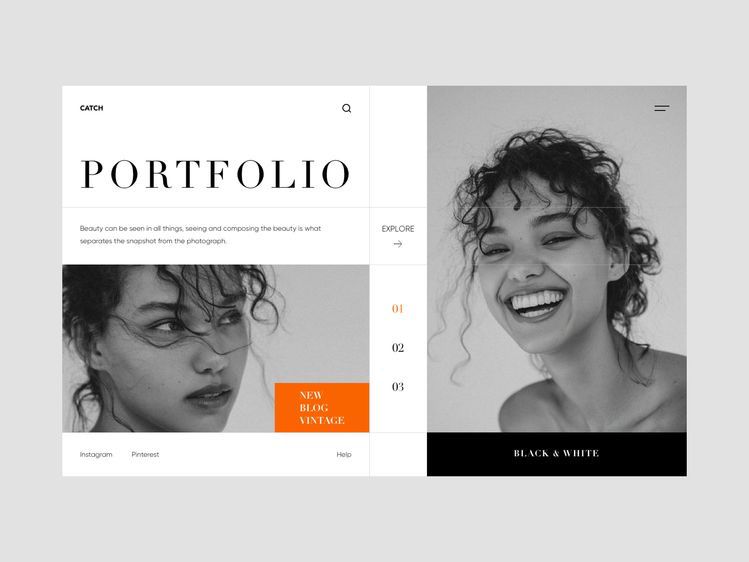 CATCH
PORTFOLIO
Beauty can be seen in all things, seeing and composing the beauty is what
separates the snapshot from the photograph.
EXPLORE
01
02
03
NEW
BLOG
VINTAGE
Instagram
Pinterest
Help
BLACK & WHITE